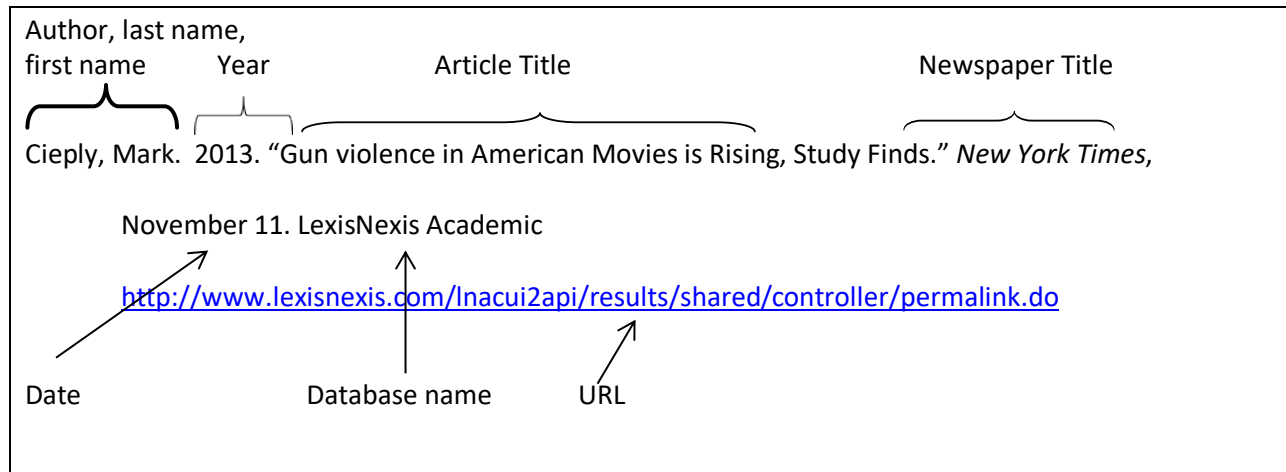 Author, last name,
first name Year Article Title Newspaper Title
Cieply, Mark. 2013. “Gun violence in American Movies is Rising, Study Finds.” New York Times,
November 11. LexisNexis Academic
http://www.lexisnexis.com/lnacui2api/results/shared/controller/permalink.do
Date Database name URL